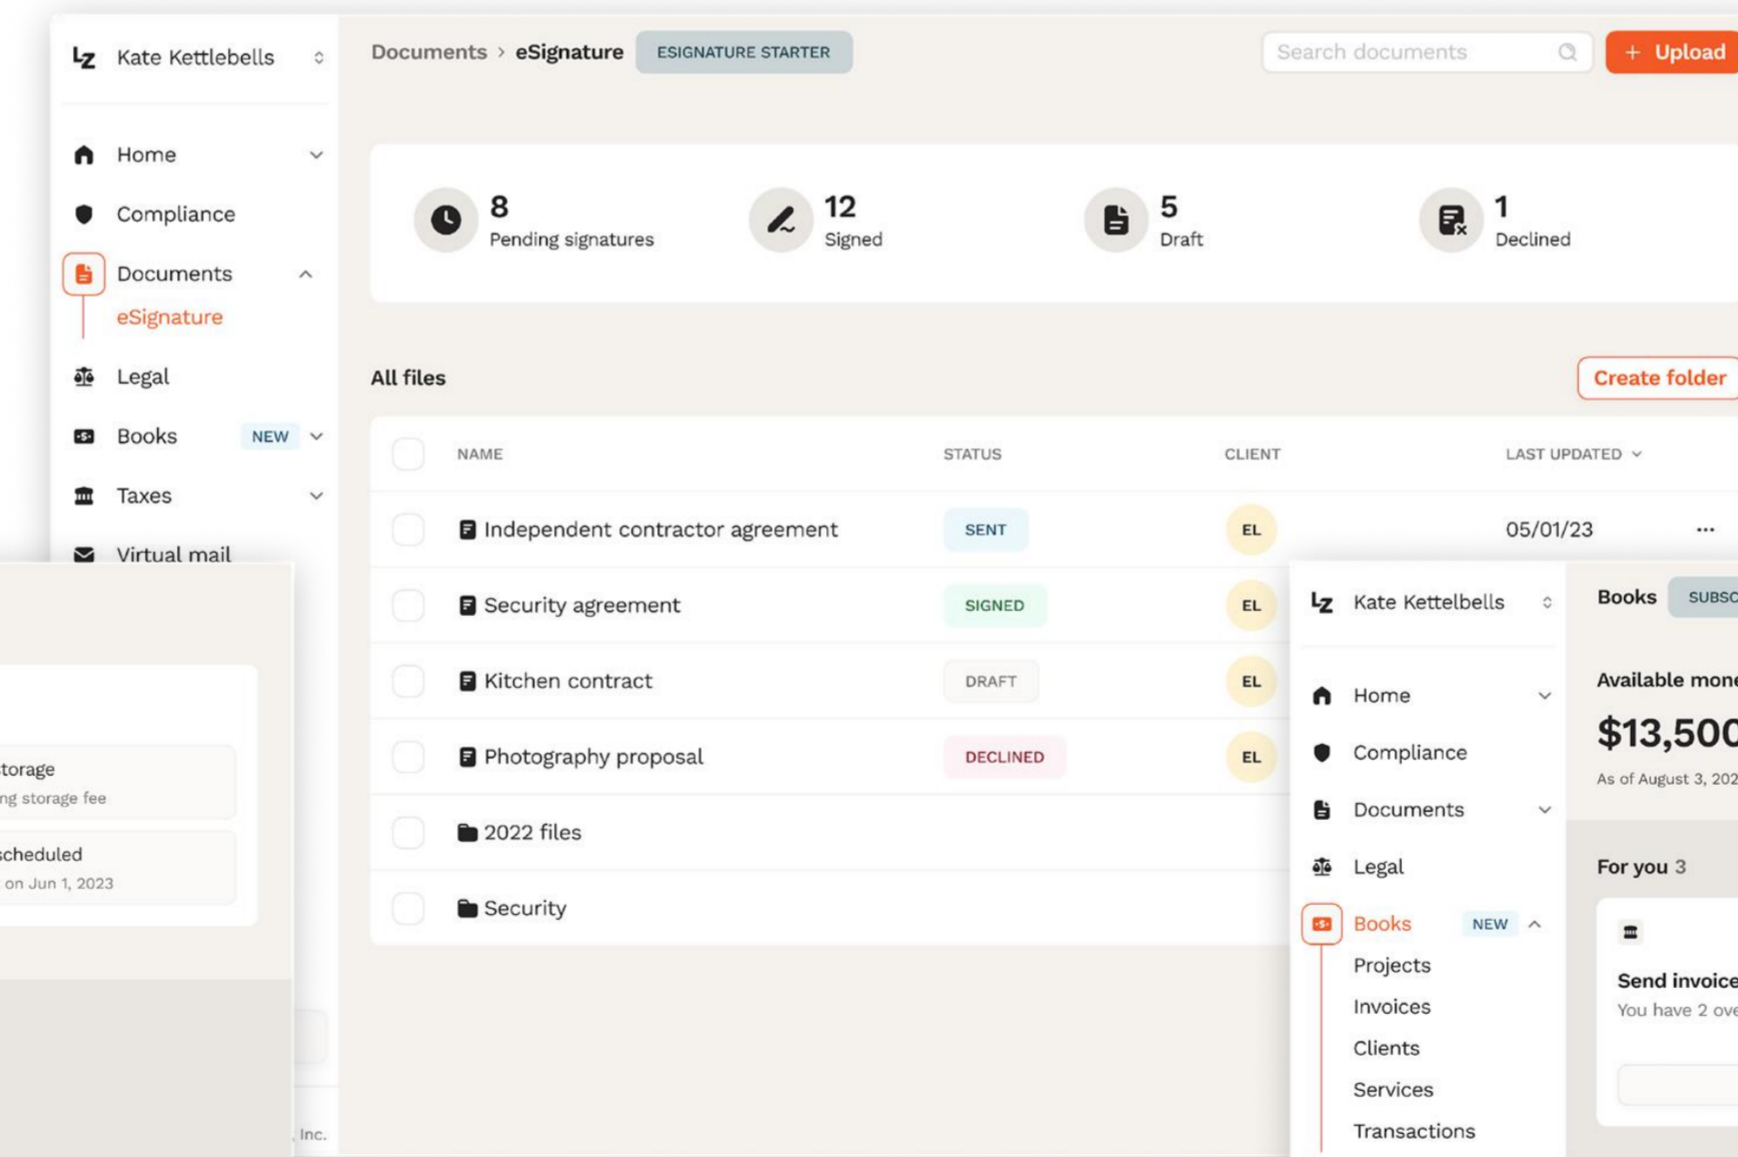 LZ Kate Kettlebells
Home
Compliance
Documents
eSignature
Legal
Books NEW
Taxes
Virtual mail
Documents > eSignature ESIGNATURE STARTER
Search documents
+ Upload
8
Pending signatures
12
Signed
5
Draft
1
Declined
All files
Create folder
NAME STATUS CLIENT LAST UPDATED
Independent contractor agreement SENT EL 05/01/23 ...
Security agreement SIGNED EL
Kitchen contract DRAFT EL
Photography proposal DECLINED EL
2022 files
Security
torage
ng storage fee
scheduled
on Jun 1, 2023
, Inc.
LZ Kate Kettelbells
Home
Compliance
Documents
Legal
Books NEW
Projects
Invoices
Clients
Services
Transactions
Books SUBSC
Available mone
$13,500
As of August 3, 202
For you 3
Send invoice
You have 2 ove